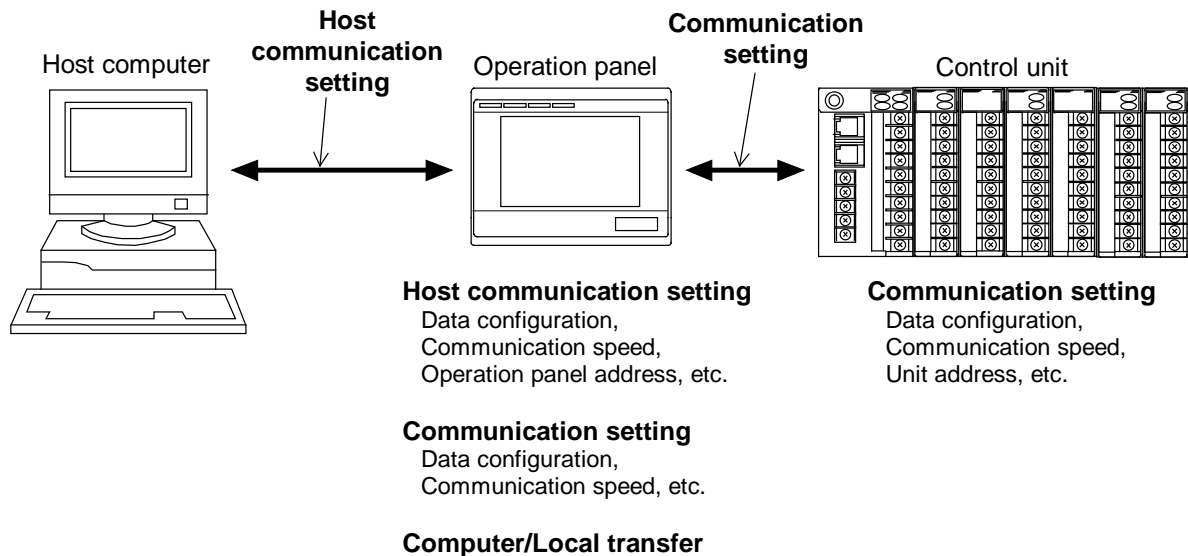 Host
communication
setting
Communication
setting
Host computer
Operation panel
Control unit
Host communication setting
Data configuration,
Communication speed,
Operation panel address, etc.
Communication setting
Data configuration,
Communication speed,
Unit address, etc.
Communication setting
Data configuration,
Communication speed, etc.
Computer/Local transfer